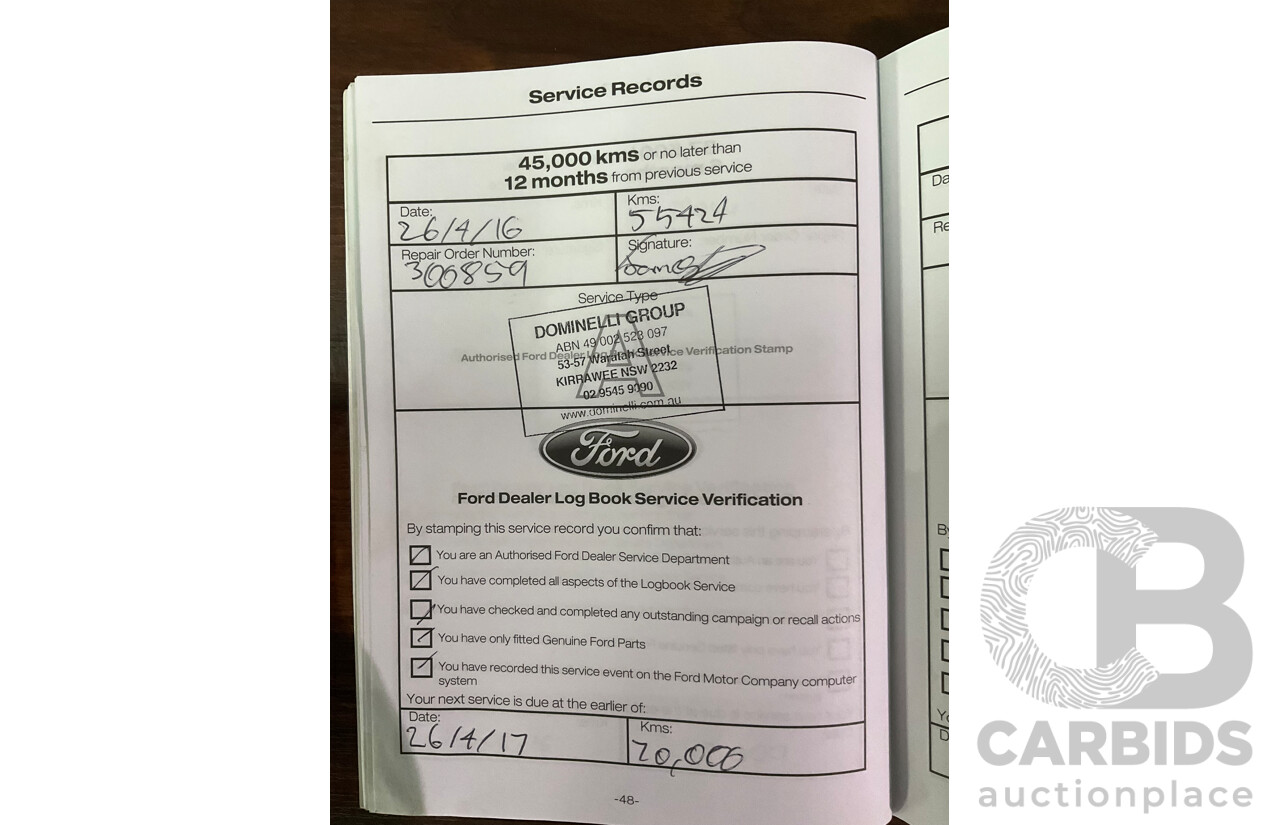 Service Records
45,000 kms or no later than
12 months from previous service
Date:
26/4/16
Kms:
55424
Repair Order Number:
300859
Signature:
Service Type
A
Authorised Ford Dealer Log Service Verification Stamp
DOMINELLI GROUP
ABN 49 002 523 097
53-57 Waratah Street
KIRRAWEE NSW 2232
02 9545 9090
www.dominelli.com.au
Ford
Ford Dealer Log Book Service Verification
By stamping this service record you confirm that:
You are an Authorised Ford Dealer Service Department
You have completed all aspects of the Logbook Service
You have checked and completed any outstanding campaign or recall actions
You have only fitted Genuine Ford Parts
You have recorded this service event on the Ford Motor Company computer
system
Your next service is due at the earlier of:
Date:
26/4/17
Kms:
70,000
-48-
Da
Re
By
Yo
D
CB
CARBIDS
auctionplace